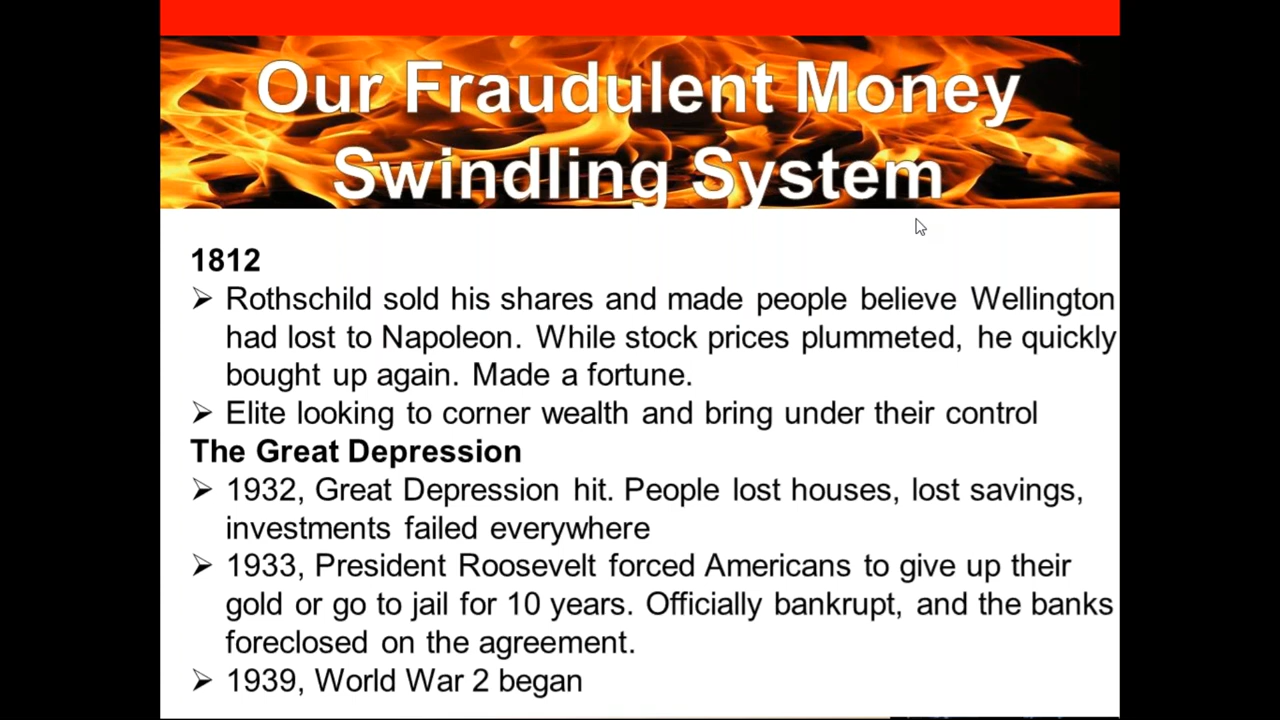 Our Fraudulent Money
Swindling System
1812
➢ Rothschild sold his shares and made people believe Wellington
had lost to Napoleon. While stock prices plummeted, he quickly
bought up again. Made a fortune.
➢ Elite looking to corner wealth and bring under their control
The Great Depression
➢ 1932, Great Depression hit. People lost houses, lost savings,
investments failed everywhere
➢ 1933, President Roosevelt forced Americans to give up their
gold or go to jail for 10 years. Officially bankrupt, and the banks
foreclosed on the agreement.
➢ 1939, World War 2 began